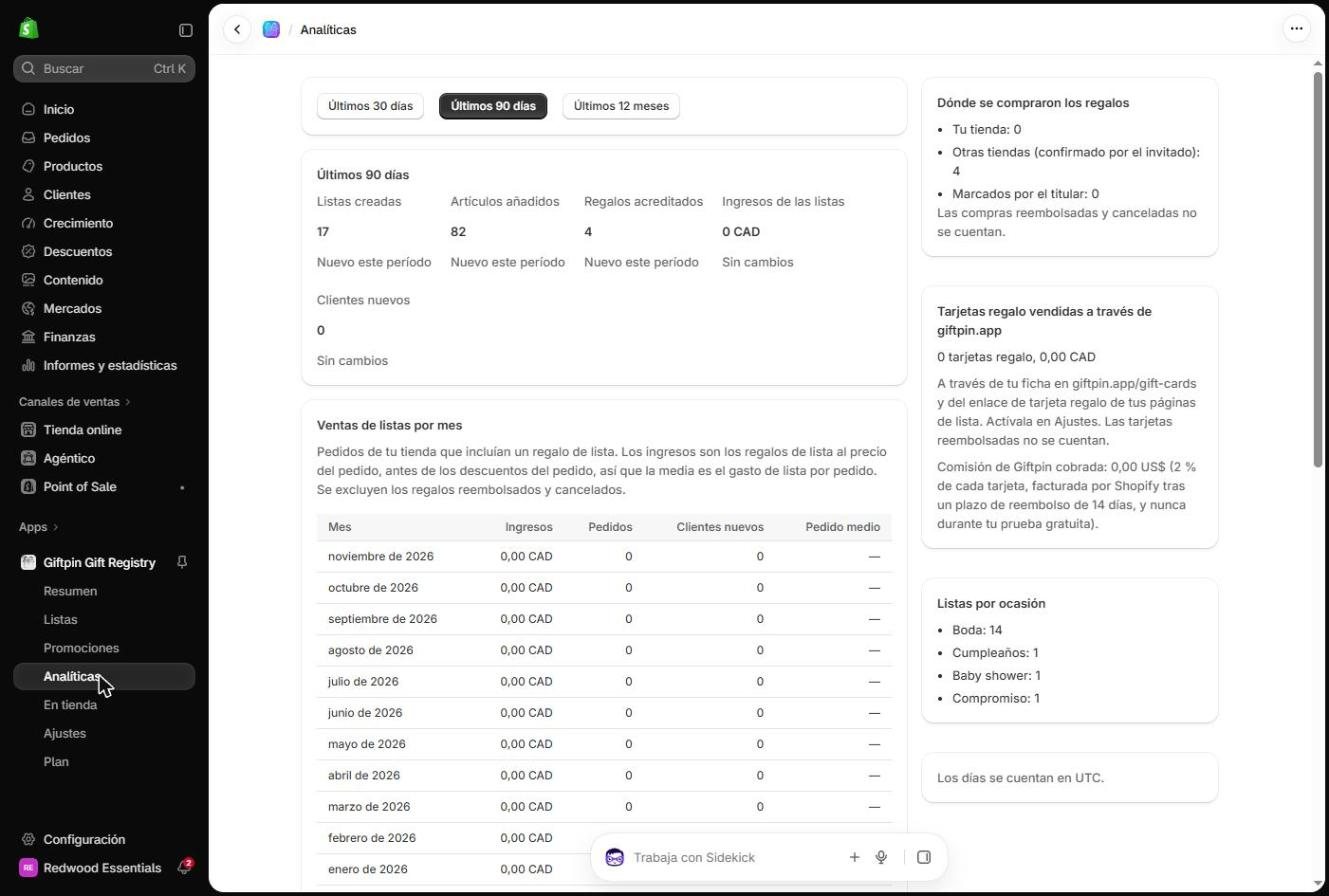 Buscar Ctrl K
Inicio
Pedidos
Productos
Clientes
Crecimiento
Descuentos
Contenido
Mercados
Finanzas
Informes y estadísticas
Canales de ventas
Tienda online
Agéntico
Point of Sale
Apps
Giftpin Gift Registry
Resumen
Listas
Promociones
Analíticas
En tienda
Ajustes
Plan
Configuración
RE Redwood Essentials 2
/ Analíticas
Últimos 30 días Últimos 90 días Últimos 12 meses
Últimos 90 días
Listas creadas Artículos añadidos Regalos acreditados Ingresos de las listas
17 82 4 0 CAD
Nuevo este período Nuevo este período Nuevo este período Sin cambios
Clientes nuevos
0
Sin cambios
Ventas de listas por mes
Pedidos de tu tienda que incluían un regalo de lista. Los ingresos son los regalos de lista al precio
del pedido, antes de los descuentos del pedido, así que la media es el gasto de lista por pedido.
Se excluyen los regalos reembolsados y cancelados.
Mes Ingresos Pedidos Clientes nuevos Pedido medio
noviembre de 2026 0,00 CAD 0 0 —
octubre de 2026 0,00 CAD 0 0 —
septiembre de 2026 0,00 CAD 0 0 —
agosto de 2026 0,00 CAD 0 0 —
julio de 2026 0,00 CAD 0 0 —
junio de 2026 0,00 CAD 0 0 —
mayo de 2026 0,00 CAD 0 0 —
abril de 2026 0,00 CAD 0 0 —
marzo de 2026 0,00 CAD 0 0 —
febrero de 2026 0,00 CAD
enero de 2026 0,00 CAD
Trabaja con Sidekick
Dónde se compraron los regalos
• Tu tienda: 0
• Otras tiendas (confirmado por el invitado):
4
• Marcados por el titular: 0
Las compras reembolsadas y canceladas no
se cuentan.
Tarjetas regalo vendidas a través de
giftpin.app
0 tarjetas regalo, 0,00 CAD
A través de tu ficha en giftpin.app/gift-cards
y del enlace de tarjeta regalo de tus páginas
de lista. Actívala en Ajustes. Las tarjetas
reembolsadas no se cuentan.
Comisión de Giftpin cobrada: 0,00 US$ (2 %
de cada tarjeta, facturada por Shopify tras
un plazo de reembolso de 14 días, y nunca
durante tu prueba gratuita).
Listas por ocasión
• Boda: 14
• Cumpleaños: 1
• Baby shower: 1
• Compromiso: 1
Los días se cuentan en UTC.